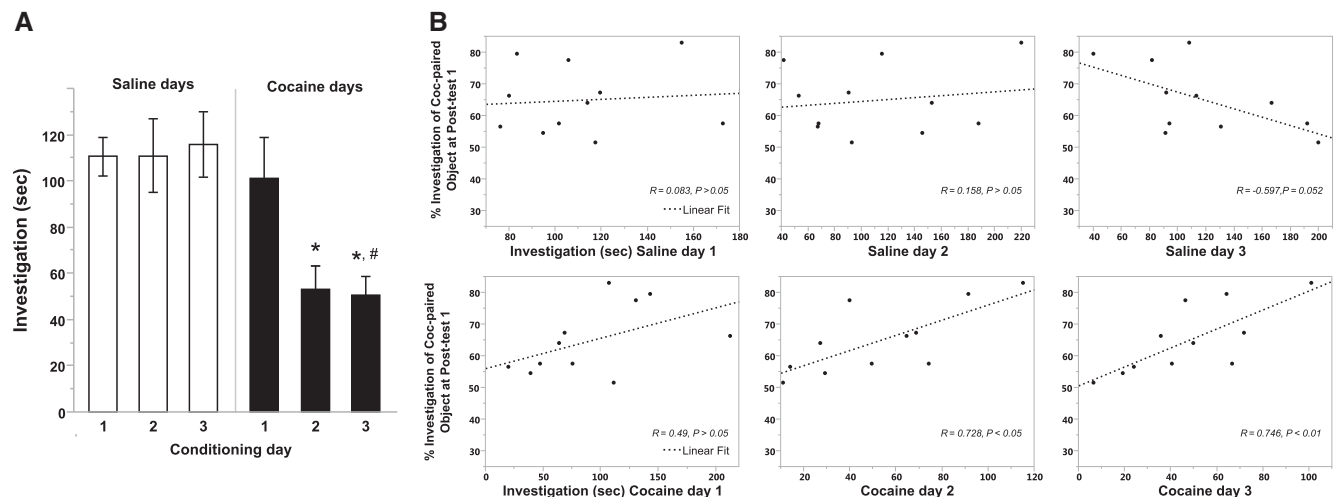 A
Saline days
Cocaine days
Investigation (sec)
120
100
80
60
40
20
0
*
*, #
1 2 3 1 2 3
Conditioning day
B
% Investigation of Coc-paired
Object at Post-test 1
80
70
60
50
40
30
R = 0.083, P > 0.05
Linear Fit
80 100 120 140 160 180
Investigation (sec) Saline day 1
R = 0.158, P > 0.05
40 60 80 100 120 140 160 180 200 220
Saline day 2
80
70
60
50
40
30
R = -0.597,P = 0.052
40 60 80 100 120 140 160 180 200
Saline day 3
80
70
60
50
40
30
% Investigation of Coc-paired
Object at Post-test 1
80
70
60
50
40
30
R = 0.49, P > 0.05
Linear Fit
0 50 100 150 200
Investigation (sec) Cocaine day 1
R = 0.728, P < 0.05
20 40 60 80 100 120
Cocaine day 2
80
70
60
50
40
30
R = 0.746, P < 0.01
0 20 40 60 80 100
Cocaine day 3
80
70
60
50
40
30